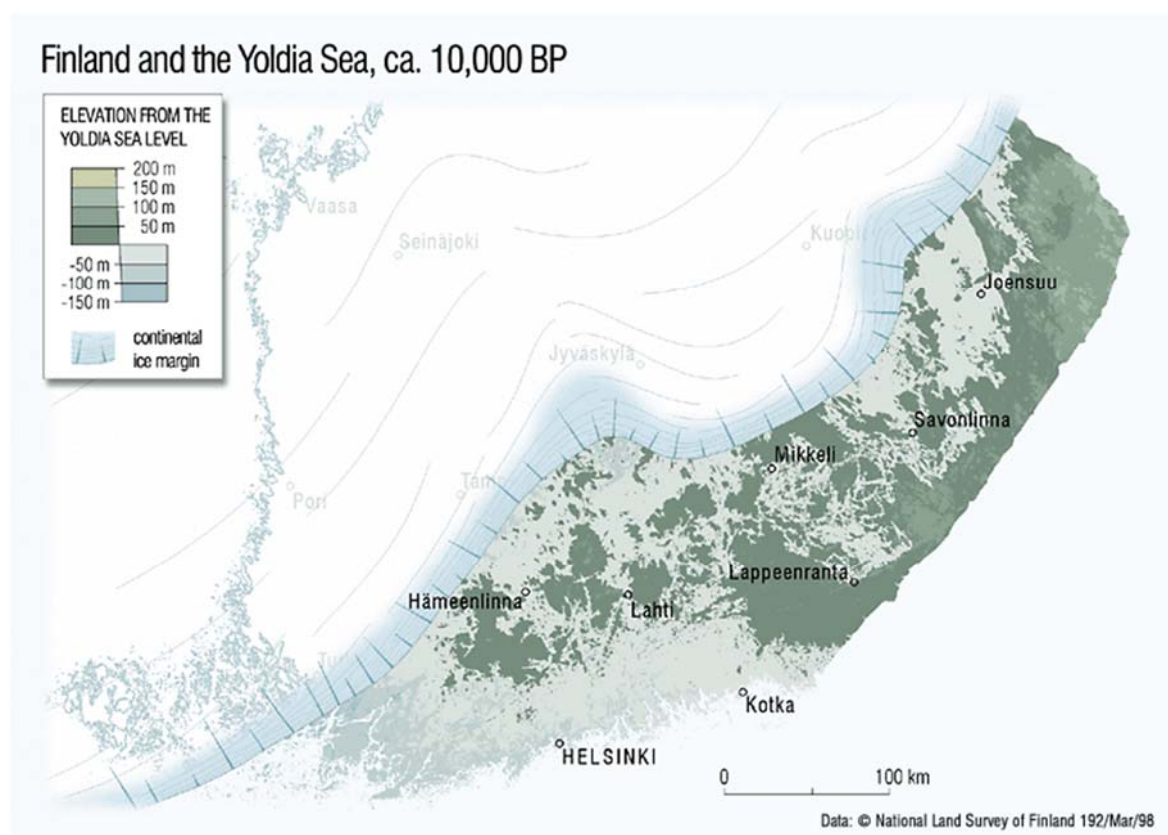 Finland and the Yoldia Sea, ca. 10,000 BP
ELEVATION FROM THE
YOLDIA SEA LEVEL
200 m
150 m
100 m
50 m
-50 m
-100 m
-150 m
continental
ice margin
Vaasa
Seinäjoki
Joensuu
Jyväskylä
Savonlinna
Mikkeli
Pori
Lappeenranta
Hämeenlinna
Lahti
Kotka
HELSINKI
0 100 km
Data: © National Land Survey of Finland 192/Mar/98